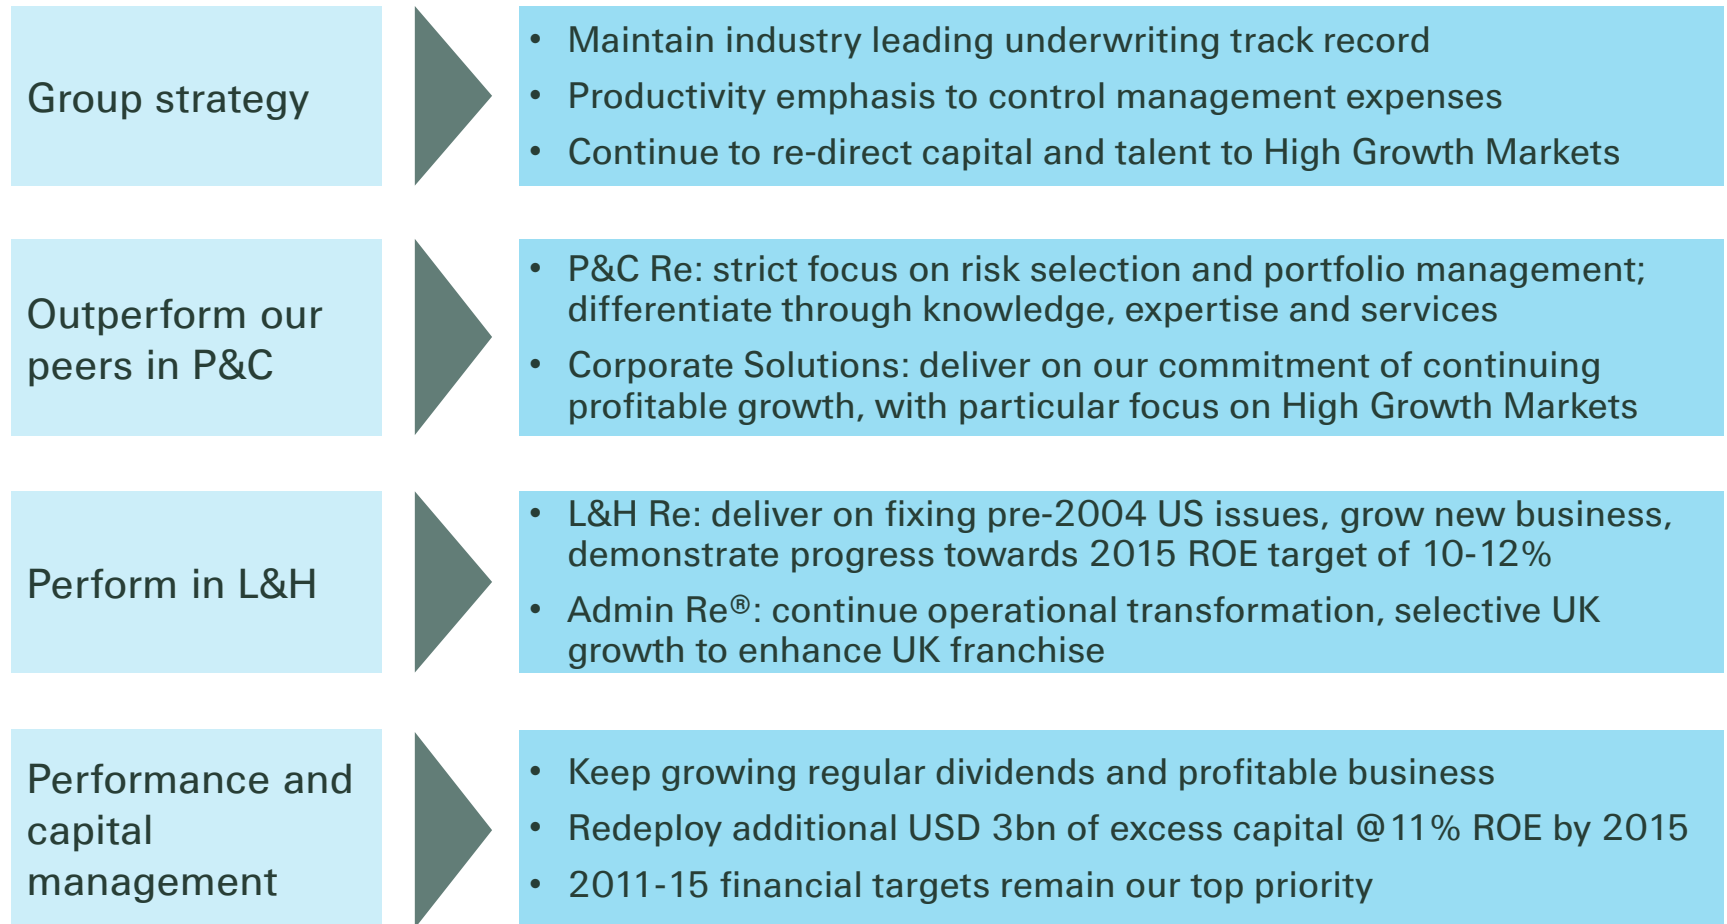 Group strategy
• Maintain industry leading underwriting track record
• Productivity emphasis to control management expenses
• Continue to re-direct capital and talent to High Growth Markets
Outperform our
peers in P&C
• P&C Re: strict focus on risk selection and portfolio management;
differentiate through knowledge, expertise and services
• Corporate Solutions: deliver on our commitment of continuing
profitable growth, with particular focus on High Growth Markets
Perform in L&H
• L&H Re: deliver on fixing pre-2004 US issues, grow new business,
demonstrate progress towards 2015 ROE target of 10-12%
• Admin Re®: continue operational transformation, selective UK
growth to enhance UK franchise
Performance and
capital
management
• Keep growing regular dividends and profitable business
• Redeploy additional USD 3bn of excess capital @11% ROE by 2015
• 2011-15 financial targets remain our top priority